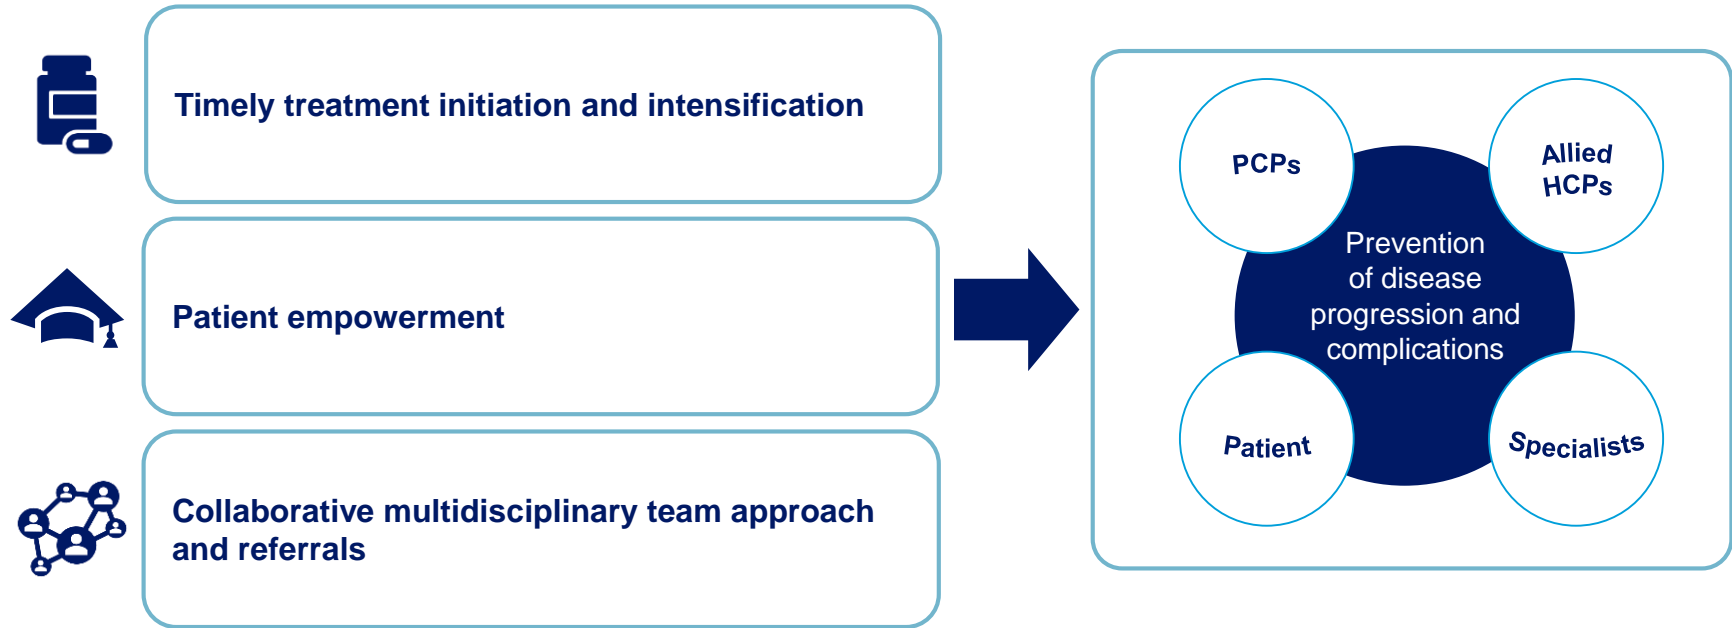 Timely treatment initiation and intensification
Patient empowerment
Collaborative multidisciplinary team approach
and referrals
PCPs
Allied
HCPs
Prevention
of disease
progression and
complications
Patient
Specialists